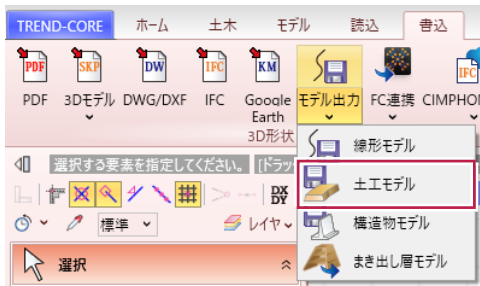 TREND-CORE ホーム 土木 モデル 読込 書込
PDF SKP DW IFC KM IFC
PDF 3Dモデル DWG/DXF IFC Google Earth モデル出力 FC連携 CIMPHON
3D形状
線形モデル
選択する要素を指定してください。 [ドラッ
土工モデル
DX
BY
構造物モデル
標準 レイヤ
まき出し層モデル
選択